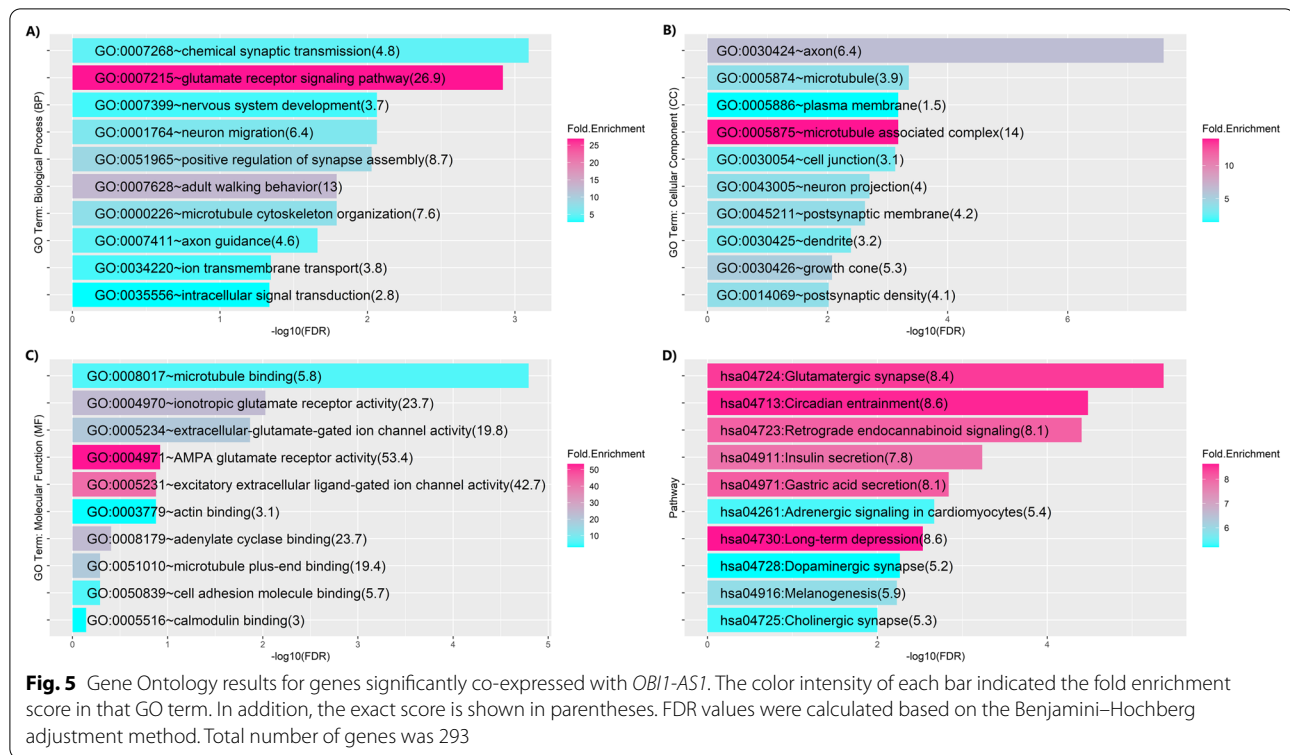 A)
GO Term: Biological Process (BP)
GO:0007268~chemical synaptic transmission(4.8)
GO:0007215~glutamate receptor signaling pathway(26.9)
GO:0007399~nervous system development(3.7)
GO:0001764~neuron migration(6.4)
GO:0051965~positive regulation of synapse assembly(8.7)
GO:0007628~adult walking behavior(13)
GO:0000226~microtubule cytoskeleton organization(7.6)
GO:0007411~axon guidance(4.6)
GO:0034220~ion transmembrane transport(3.8)
GO:0035556~intracellular signal transduction(2.8)
0 1 2 3
-log10(FDR)
Fold.Enrichment
25
20
15
10
5
B)
GO Term: Cellular Component (CC)
GO:0030424~axon(6.4)
GO:0005874~microtubule(3.9)
GO:0005886~plasma membrane(1.5)
GO:0005875~microtubule associated complex(14)
GO:0030054~cell junction(3.1)
GO:0043005~neuron projection(4)
GO:0045211~postsynaptic membrane(4.2)
GO:0030425~dendrite(3.2)
GO:0030426~growth cone(5.3)
GO:0014069~postsynaptic density(4.1)
0 2 4 6
-log10(FDR)
Fold.Enrichment
10
5
C)
GO Term: Molecular Function (MF)
GO:0008017~microtubule binding(5.8)
GO:0004970~ionotropic glutamate receptor activity(23.7)
GO:0005234~extracellular-glutamate-gated ion channel activity(19.8)
GO:0004971~AMPA glutamate receptor activity(53.4)
GO:0005231~excitatory extracellular ligand-gated ion channel activity(42.7)
GO:0003779~actin binding(3.1)
GO:0008179~adenylate cyclase binding(23.7)
GO:0051010~microtubule plus-end binding(19.4)
GO:0050839~cell adhesion molecule binding(5.7)
GO:0005516~calmodulin binding(3)
0 1 2 3 4 5
-log10(FDR)
Fold.Enrichment
50
40
30
20
10
D)
Pathway
hsa04724:Glutamatergic synapse(8.4)
hsa04713:Circadian entrainment(8.6)
hsa04723:Retrograde endocannabinoid signaling(8.1)
hsa04911:Insulin secretion(7.8)
hsa04971:Gastric acid secretion(8.1)
hsa04261:Adrenergic signaling in cardiomyocytes(5.4)
hsa04730:Long-term depression(8.6)
hsa04728:Dopaminergic synapse(5.2)
hsa04916:Melanogenesis(5.9)
hsa04725:Cholinergic synapse(5.3)
0 2 4
-log10(FDR)
Fold.Enrichment
8
7
6
Fig. 5 Gene Ontology results for genes significantly co-expressed with OBI1-AS1. The color intensity of each bar indicated the fold enrichment
score in that GO term. In addition, the exact score is shown in parentheses. FDR values were calculated based on the Benjamini–Hochberg
adjustment method. Total number of genes was 293